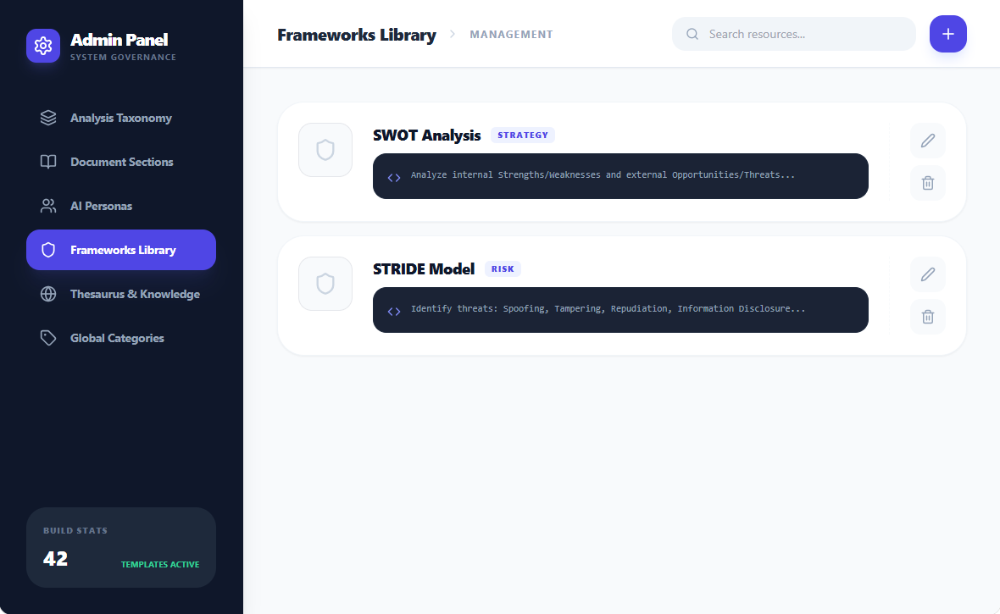 Admin Panel
SYSTEM GOVERNANCE
Analysis Taxonomy
Document Sections
AI Personas
Frameworks Library
Thesaurus & Knowledge
Global Categories
BUILD STATS
42
TEMPLATES ACTIVE
Frameworks Library > MANAGEMENT
Search resources...
+
SWOT Analysis STRATEGY
<> Analyze internal Strengths/Weaknesses and external Opportunities/Threats...
STRIDE Model RISK
<> Identify threats: Spoofing, Tampering, Repudiation, Information Disclosure...